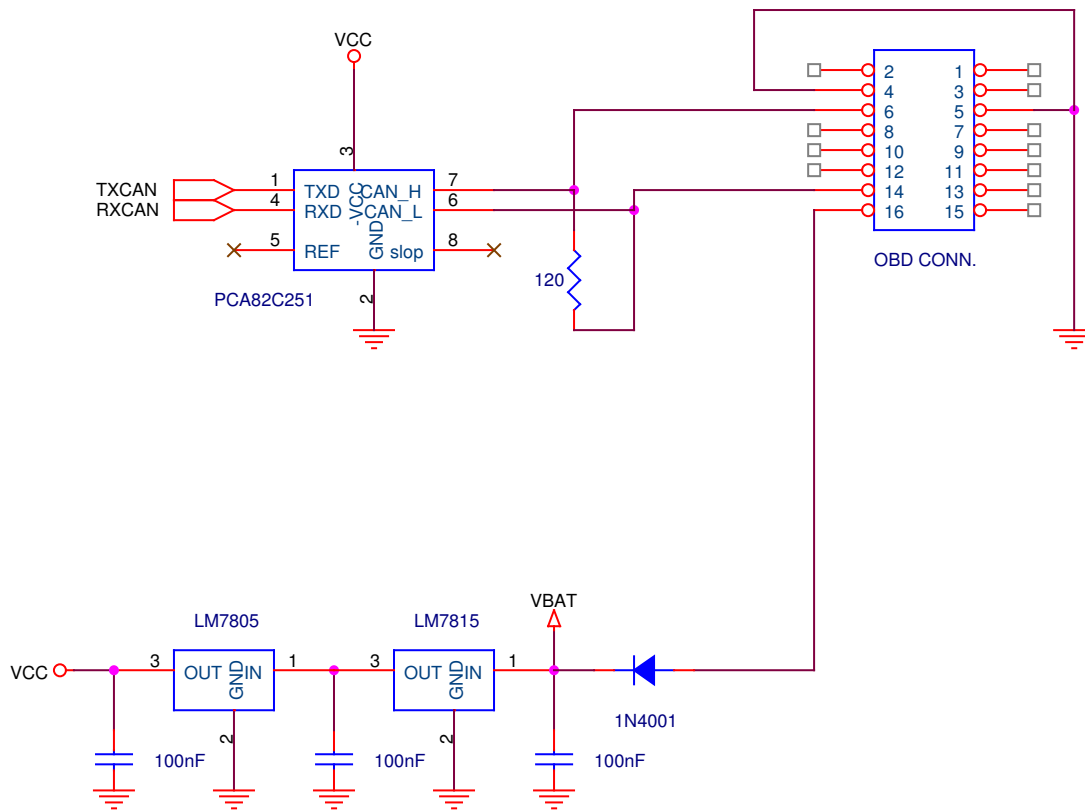 VCC
3
TXCAN
1
TXD
CAN_H
7
RXCAN
4
RXD
CAN_L
6
-VCC
GND
5
REF
slop
8
PCA82C251
2
120
2
1
4
3
6
5
8
7
10
9
12
11
14
13
16
15
OBD CONN.
VBAT
LM7805
LM7815
VCC
3
OUT
GND
IN
1
3
OUT
GND
IN
1
1N4001
2
2
100nF
100nF
100nF